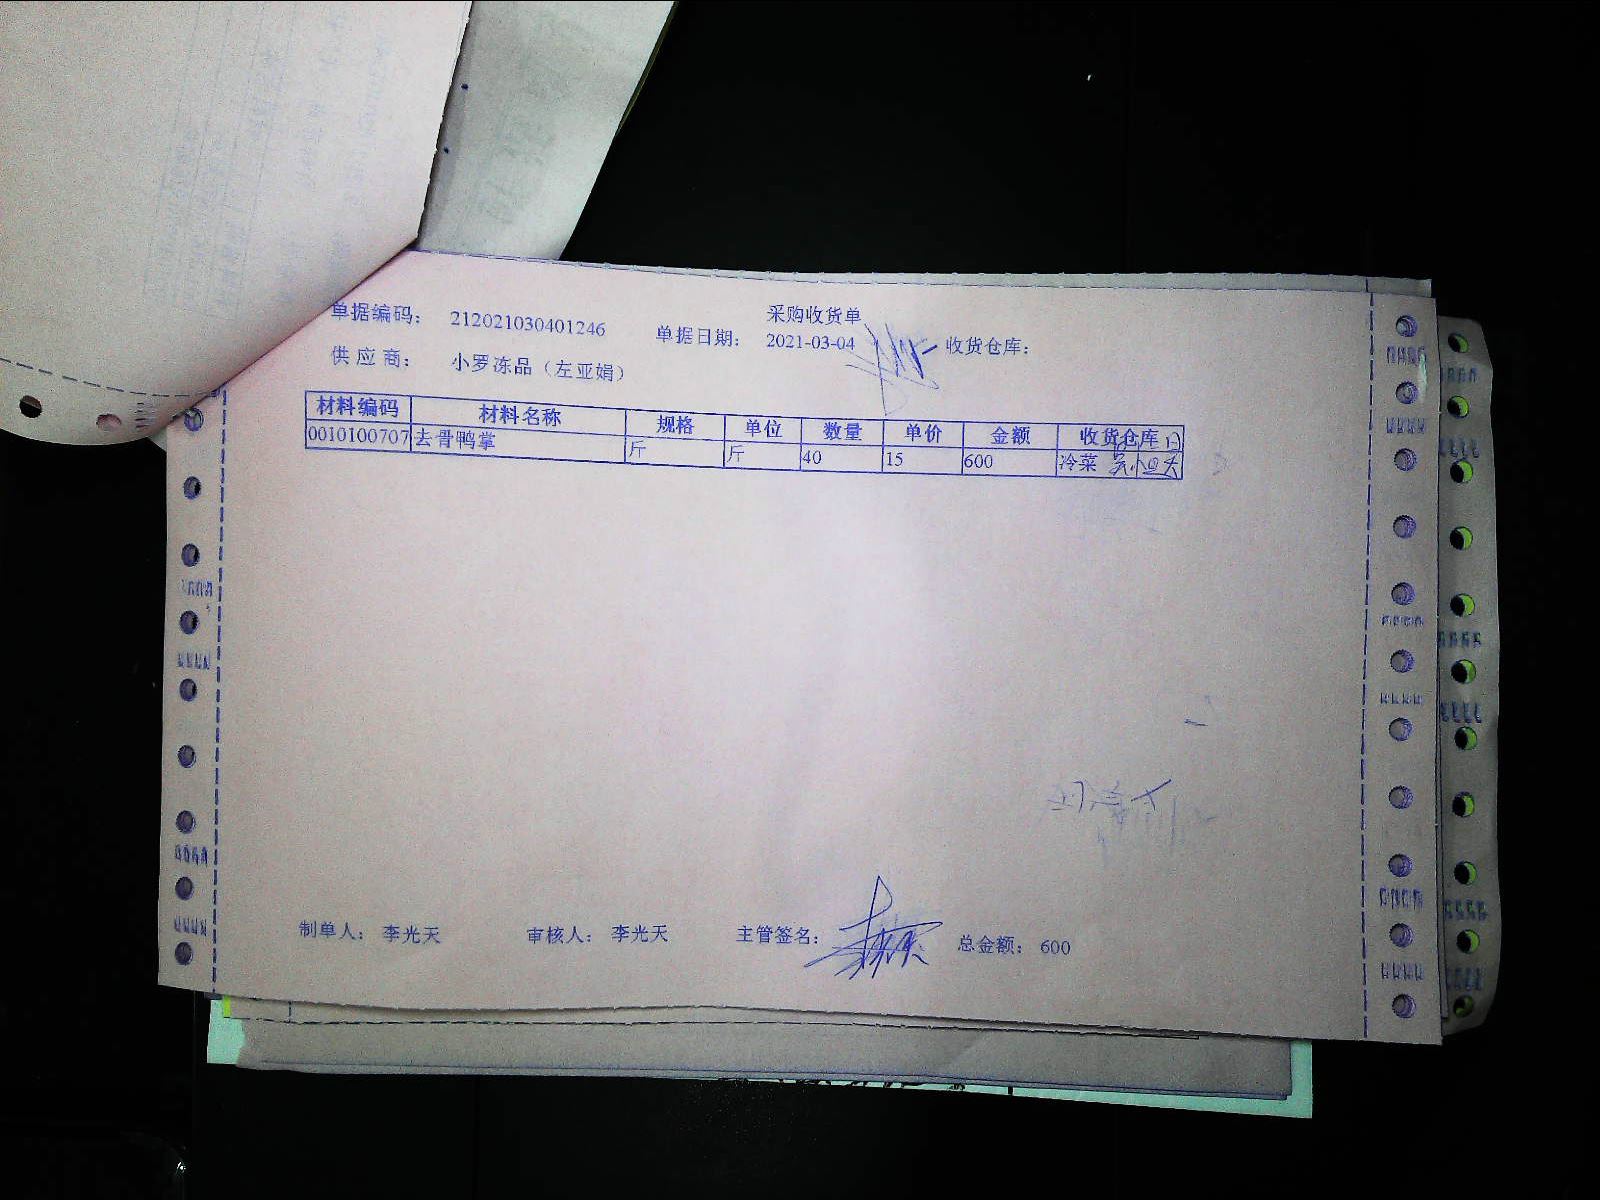 采购收货单
单据编码： 212021030401246 单据日期： 2021-03-04 收货仓库：
供应商： 小罗冻品（左亚娟）
材料编码 材料名称 规格 单位 数量 单价 金额 收货仓库
0010100707 去骨鸭掌 斤 斤 40 15 600 冷菜
制单人： 李光天 审核人： 李光天 主管签名： 总金额： 600